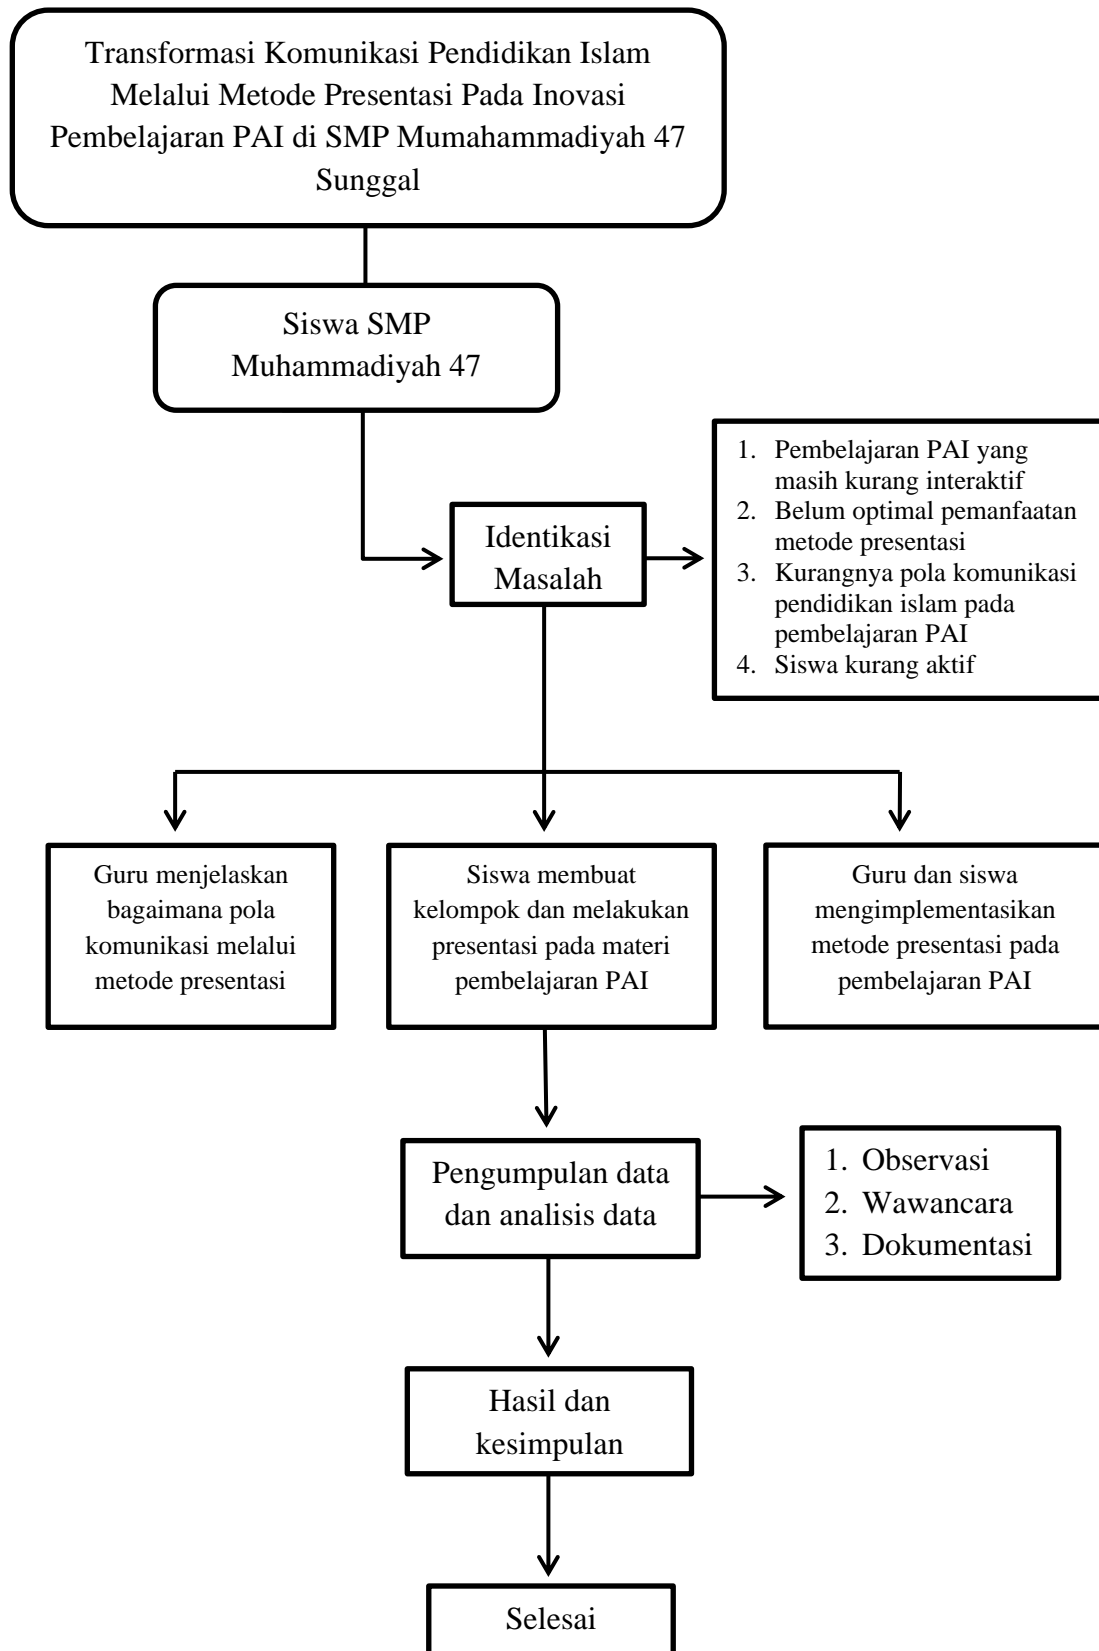 Transformasi Komunikasi Pendidikan Islam
Melalui Metode Presentasi Pada Inovasi
Pembelajaran PAI di SMP Mumahammadiyah 47
Sunggal
Siswa SMP
Muhammadiyah 47
Identikasi
Masalah
1. Pembelajaran PAI yang
masih kurang interaktif
2. Belum optimal pemanfaatan
metode presentasi
3. Kurangnya pola komunikasi
pendidikan islam pada
pembelajaran PAI
4. Siswa kurang aktif
Guru menjelaskan
bagaimana pola
komunikasi melalui
metode presentasi
Siswa membuat
kelompok dan melakukan
presentasi pada materi
pembelajaran PAI
Guru dan siswa
mengimplementasikan
metode presentasi pada
pembelajaran PAI
Pengumpulan data
dan analisis data
1. Observasi
2. Wawancara
3. Dokumentasi
Hasil dan
kesimpulan
Selesai